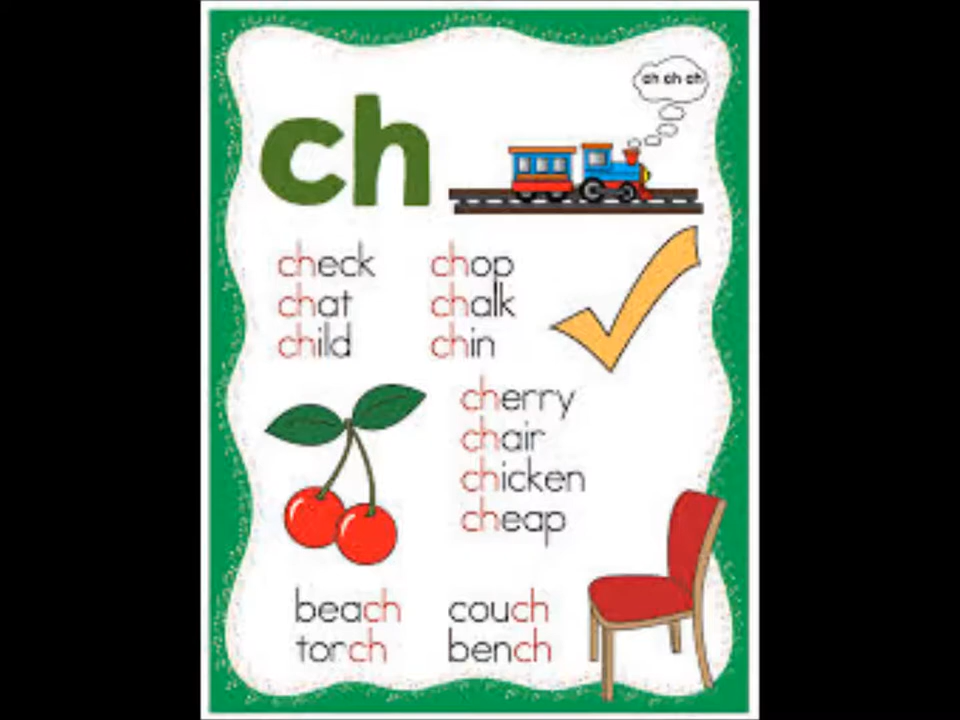 ch
ch ch ch
check chop
chat chalk
child chin
cherry
chair
chicken
cheap
beach couch
torch bench